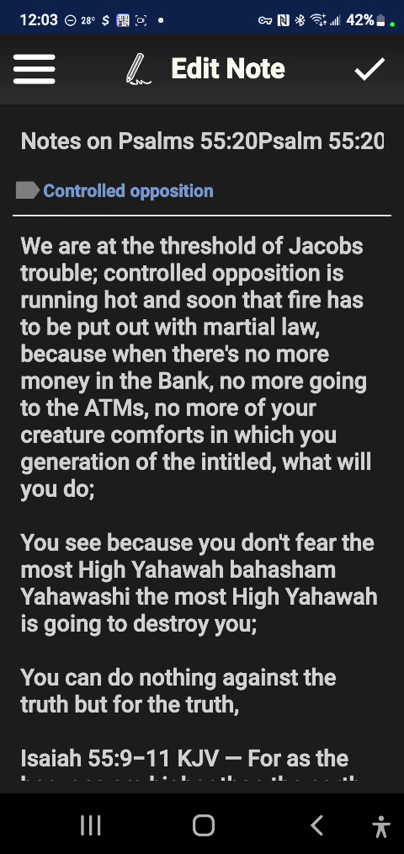 12:03 28° $ 42%
Edit Note
Notes on Psalms 55:20Psalm 55:20
Controlled opposition
We are at the threshold of Jacobs
trouble; controlled opposition is
running hot and soon that fire has
to be put out with martial law,
because when there's no more
money in the Bank, no more going
to the ATMs, no more of your
creature comforts in which you
generation of the intitled, what will
you do;
You see because you don't fear the
most High Yahawah bahasham
Yahawashi the most High Yahawah
is going to destroy you;
You can do nothing against the
truth but for the truth,
Isaiah 55:9–11 KJV — For as the